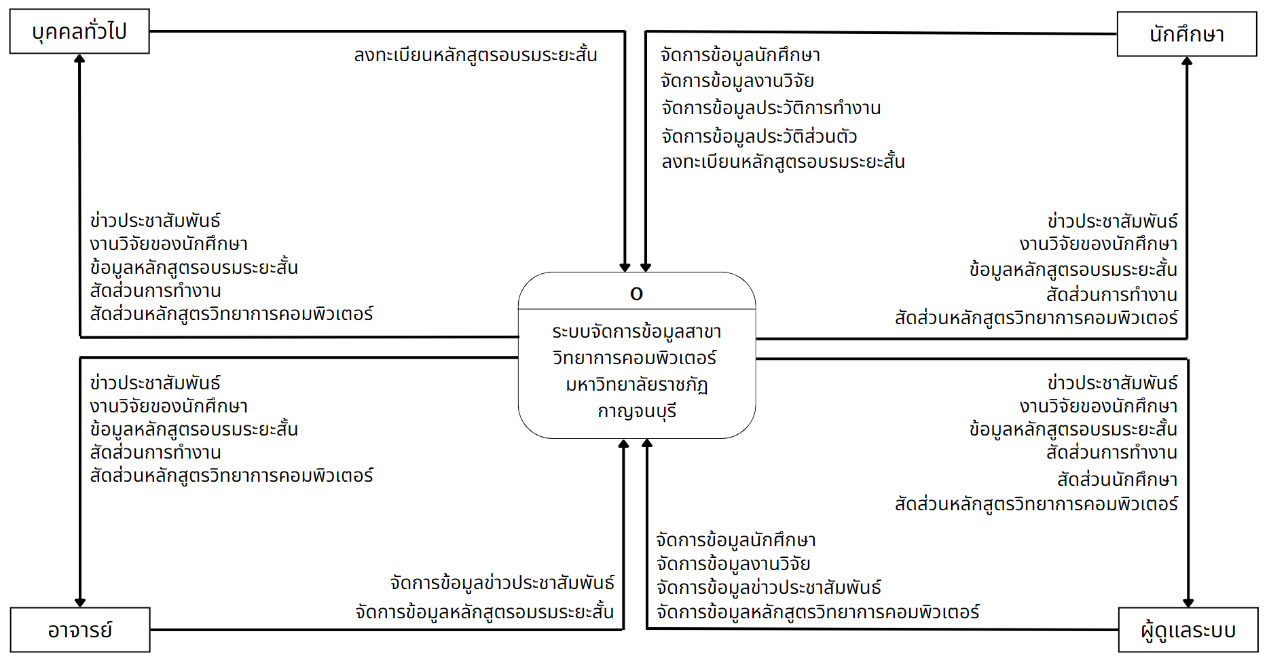 บุคคลทั่วไป
นักศึกษา
ลงทะเบียนหลักสูตรอบรมระยะสั้น
จัดการข้อมูลนักศึกษา
จัดการข้อมูลงานวิจัย
จัดการข้อมูลประวัติการทำงาน
จัดการข้อมูลประวัติส่วนตัว
ลงทะเบียนหลักสูตรอบรมระยะสั้น
ข่าวประชาสัมพันธ์
งานวิจัยของนักศึกษา
ข้อมูลหลักสูตรอบรมระยะสั้น
สัดส่วนการทำงาน
สัดส่วนหลักสูตรวิทยาการคอมพิวเตอร์
ข่าวประชาสัมพันธ์
งานวิจัยของนักศึกษา
ข้อมูลหลักสูตรอบรมระยะสั้น
สัดส่วนการทำงาน
สัดส่วนหลักสูตรวิทยาการคอมพิวเตอร์
0
ระบบจัดการข้อมูลสาขา
วิทยาการคอมพิวเตอร์
มหาวิทยาลัยราชภัฏ
กาญจนบุรี
ข่าวประชาสัมพันธ์
งานวิจัยของนักศึกษา
ข้อมูลหลักสูตรอบรมระยะสั้น
สัดส่วนการทำงาน
สัดส่วนหลักสูตรวิทยาการคอมพิวเตอร์
ข่าวประชาสัมพันธ์
งานวิจัยของนักศึกษา
ข้อมูลหลักสูตรอบรมระยะสั้น
สัดส่วนการทำงาน
สัดส่วนนักศึกษา
สัดส่วนหลักสูตรวิทยาการคอมพิวเตอร์
จัดการข้อมูลข่าวประชาสัมพันธ์
จัดการข้อมูลหลักสูตรอมรมระยะสั้น
จัดการข้อมูลนักศึกษา
จัดการข้อมูลงานวิจัย
จัดการข้อมูลข่าวประชาสัมพันธ์
จัดการข้อมูลหลักสูตรวิทยาการคอมพิวเตอร์
อาจารย์
ผู้ดูแลระบบ